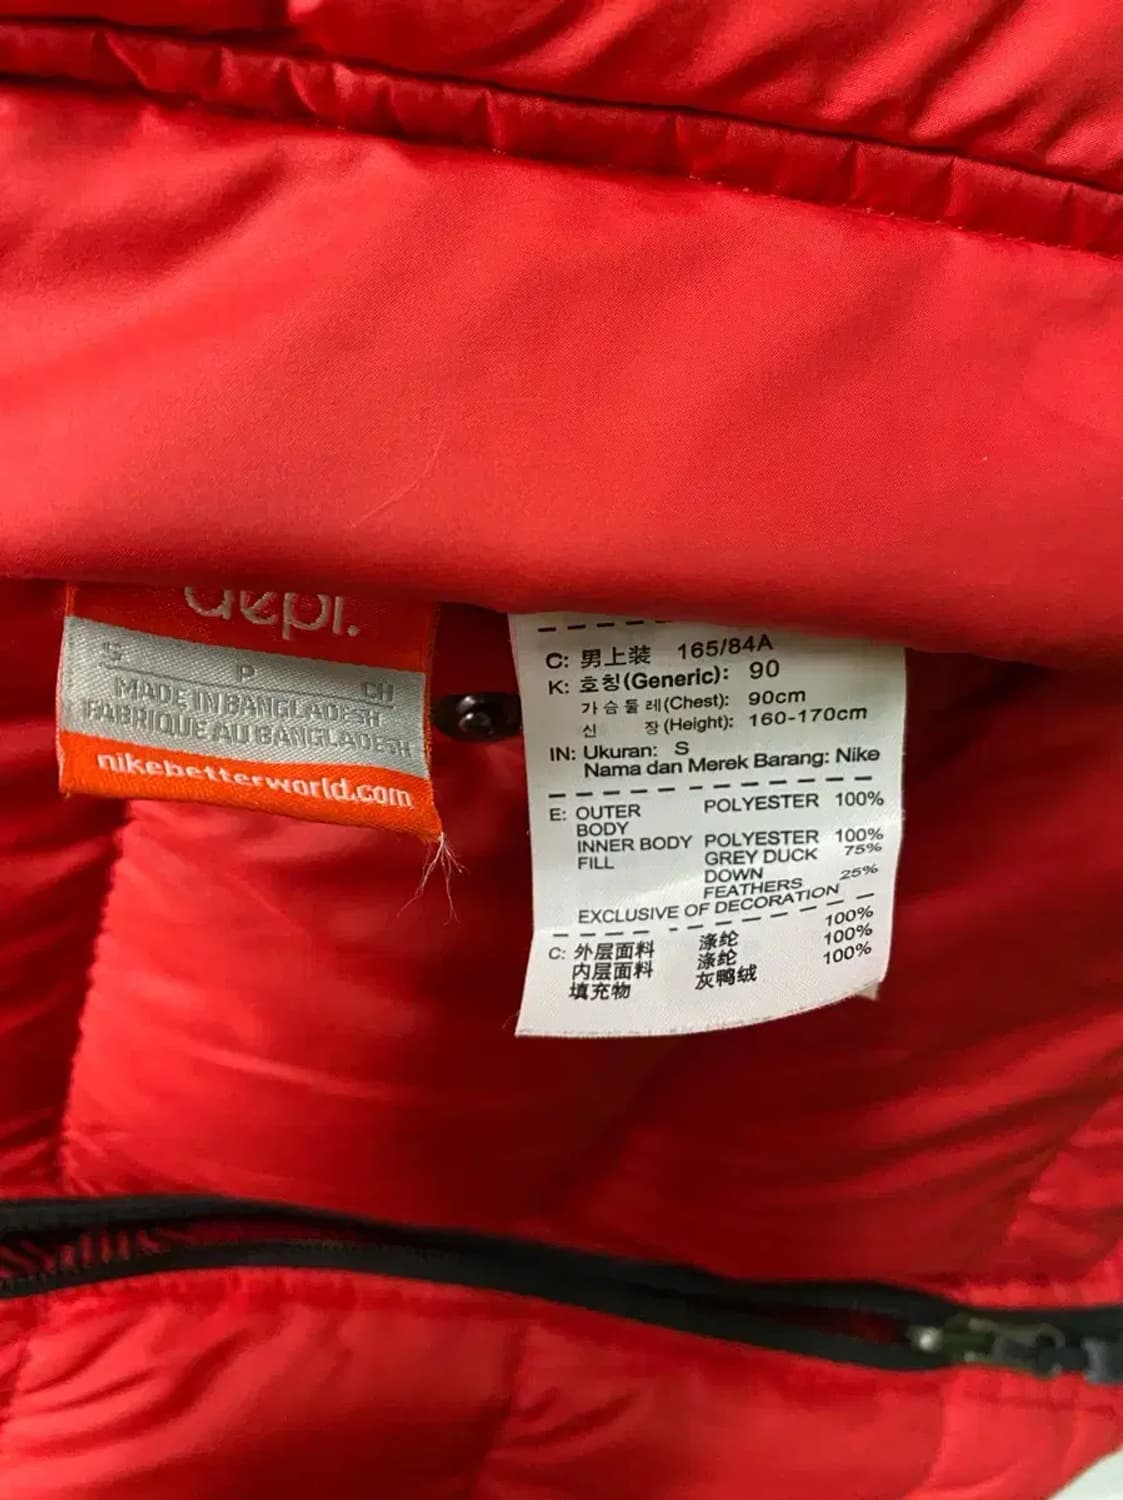 S P CH
MADE IN BANGLADESH
FABRIQUE AU BANGLADESH
nikebetterworld.com
C: 男上装 165/84A
K: 호칭(Generic): 90
가슴둘레(Chest): 90cm
신 장(Height): 160-170cm
IN: Ukuran: S
Nama dan Merek Barang: Nike
E: OUTER POLYESTER 100%
BODY
INNER BODY POLYESTER 100%
FILL GREY DUCK 75%
DOWN
FEATHERS 25%
EXCLUSIVE OF DECORATION
C: 外层面料 涤纶 100%
内层面料 涤纶 100%
填充物 灰鸭绒 100%